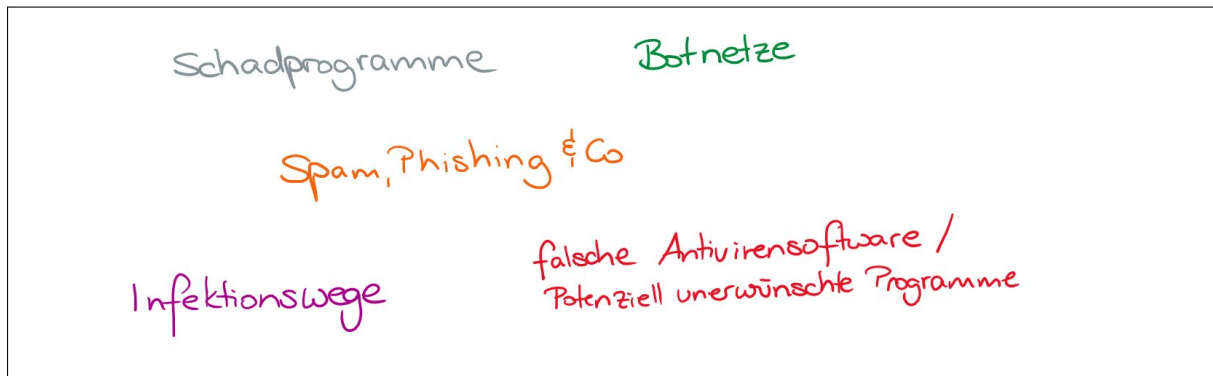 Schadprogramme
Botnetze
Spam, Phishing & Co
falsche Antivirensoftware /
Potenziell unerwünschte Programme
Infektionswege